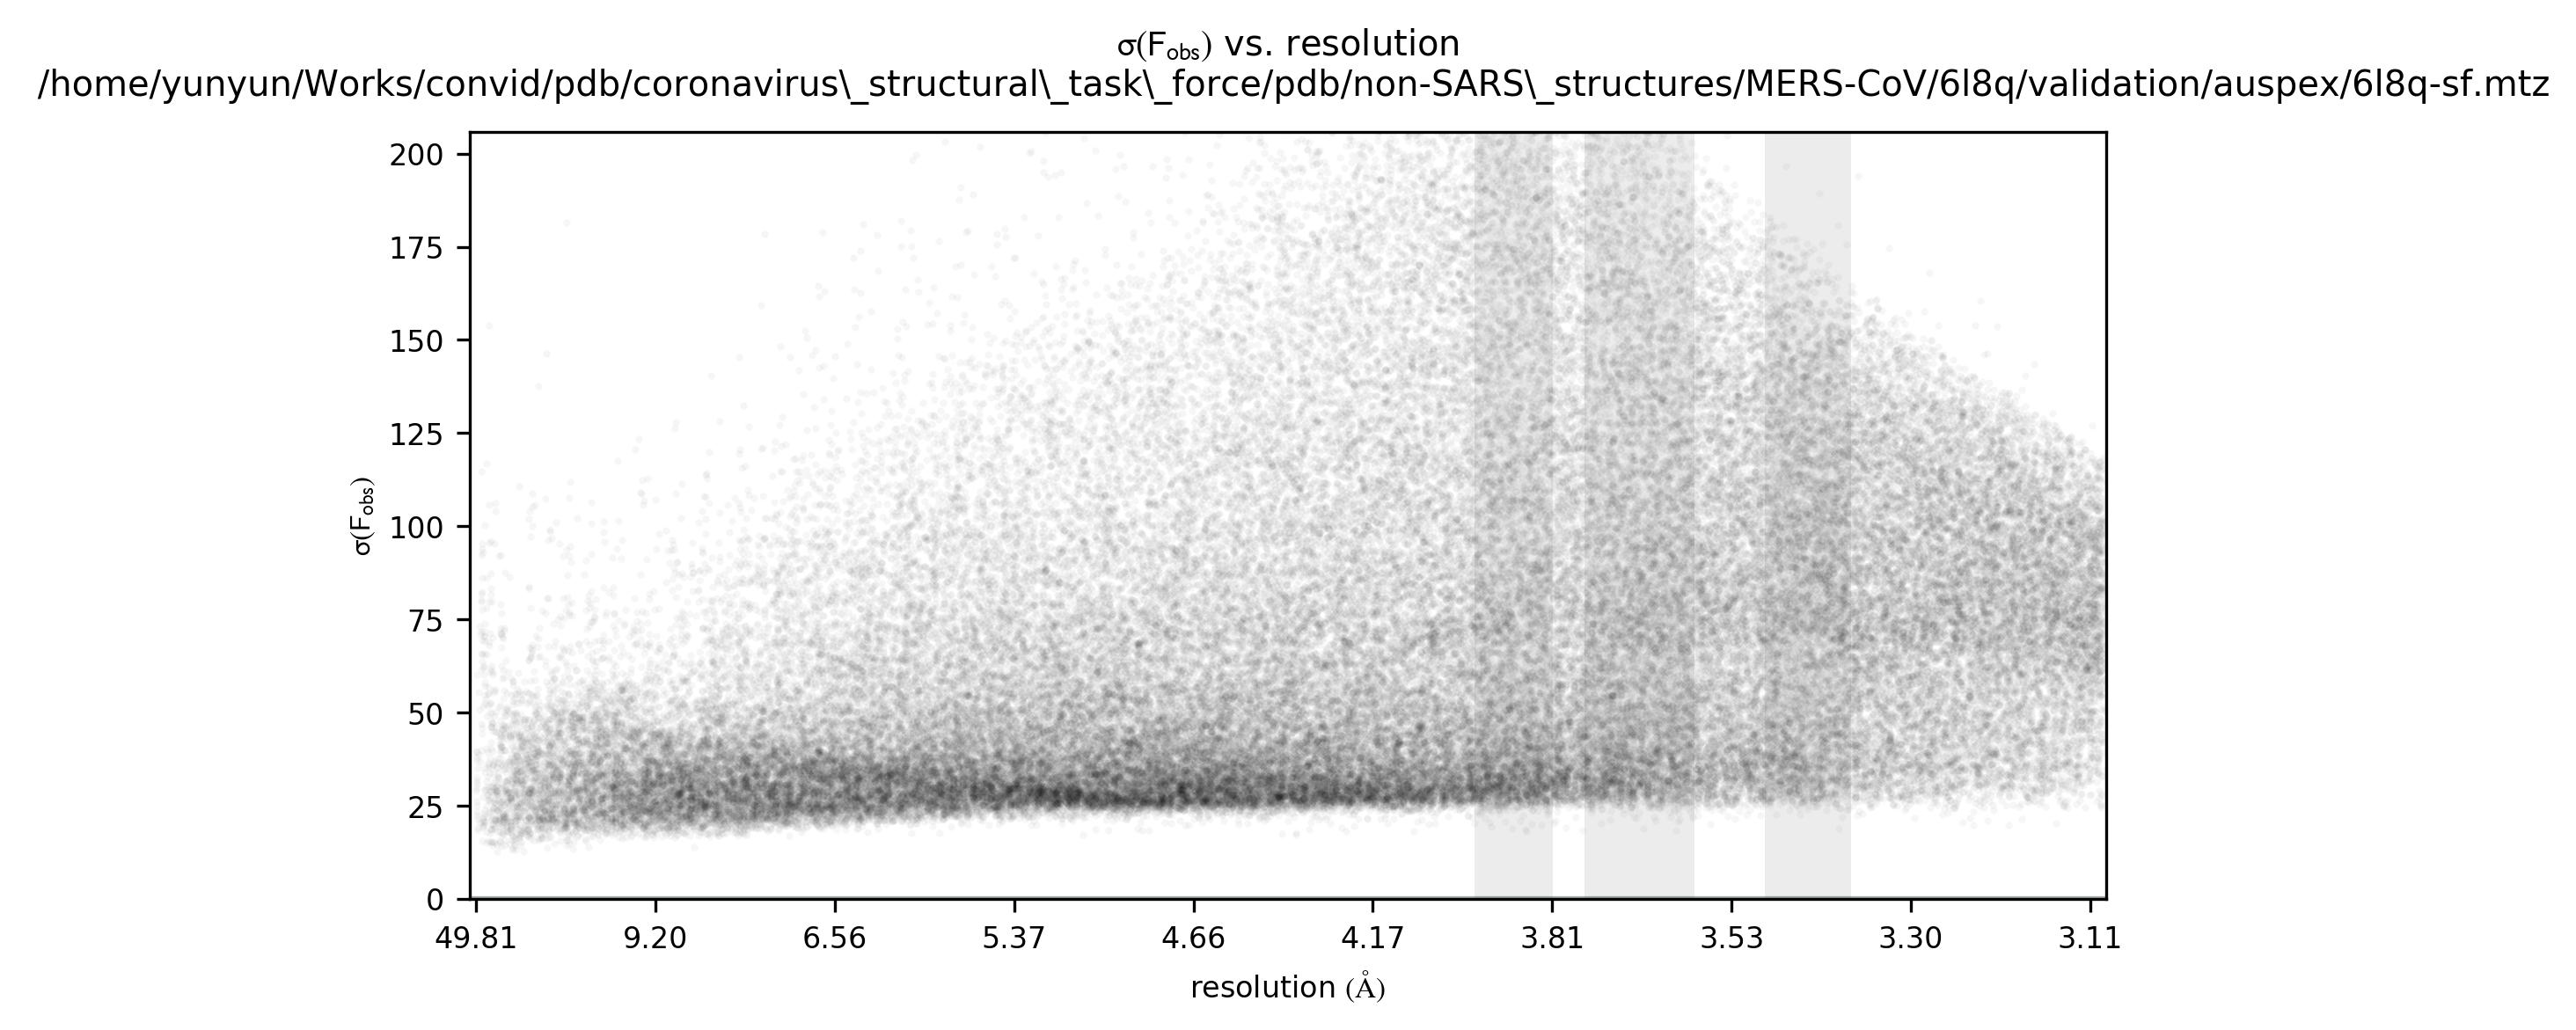 σ(Fobs) vs. resolution
/home/yunyun/Works/convid/pdb/coronavirus\_structural\_task\_force/pdb/non-SARS\_structures/MERS-CoV/6l8q/validation/auspex/6l8q-sf.mtz
200
175
150
125
100
75
50
25
0
σ(Fobs)
49.81 9.20 6.56 5.37 4.66 4.17 3.81 3.53 3.30 3.11
resolution (Å)